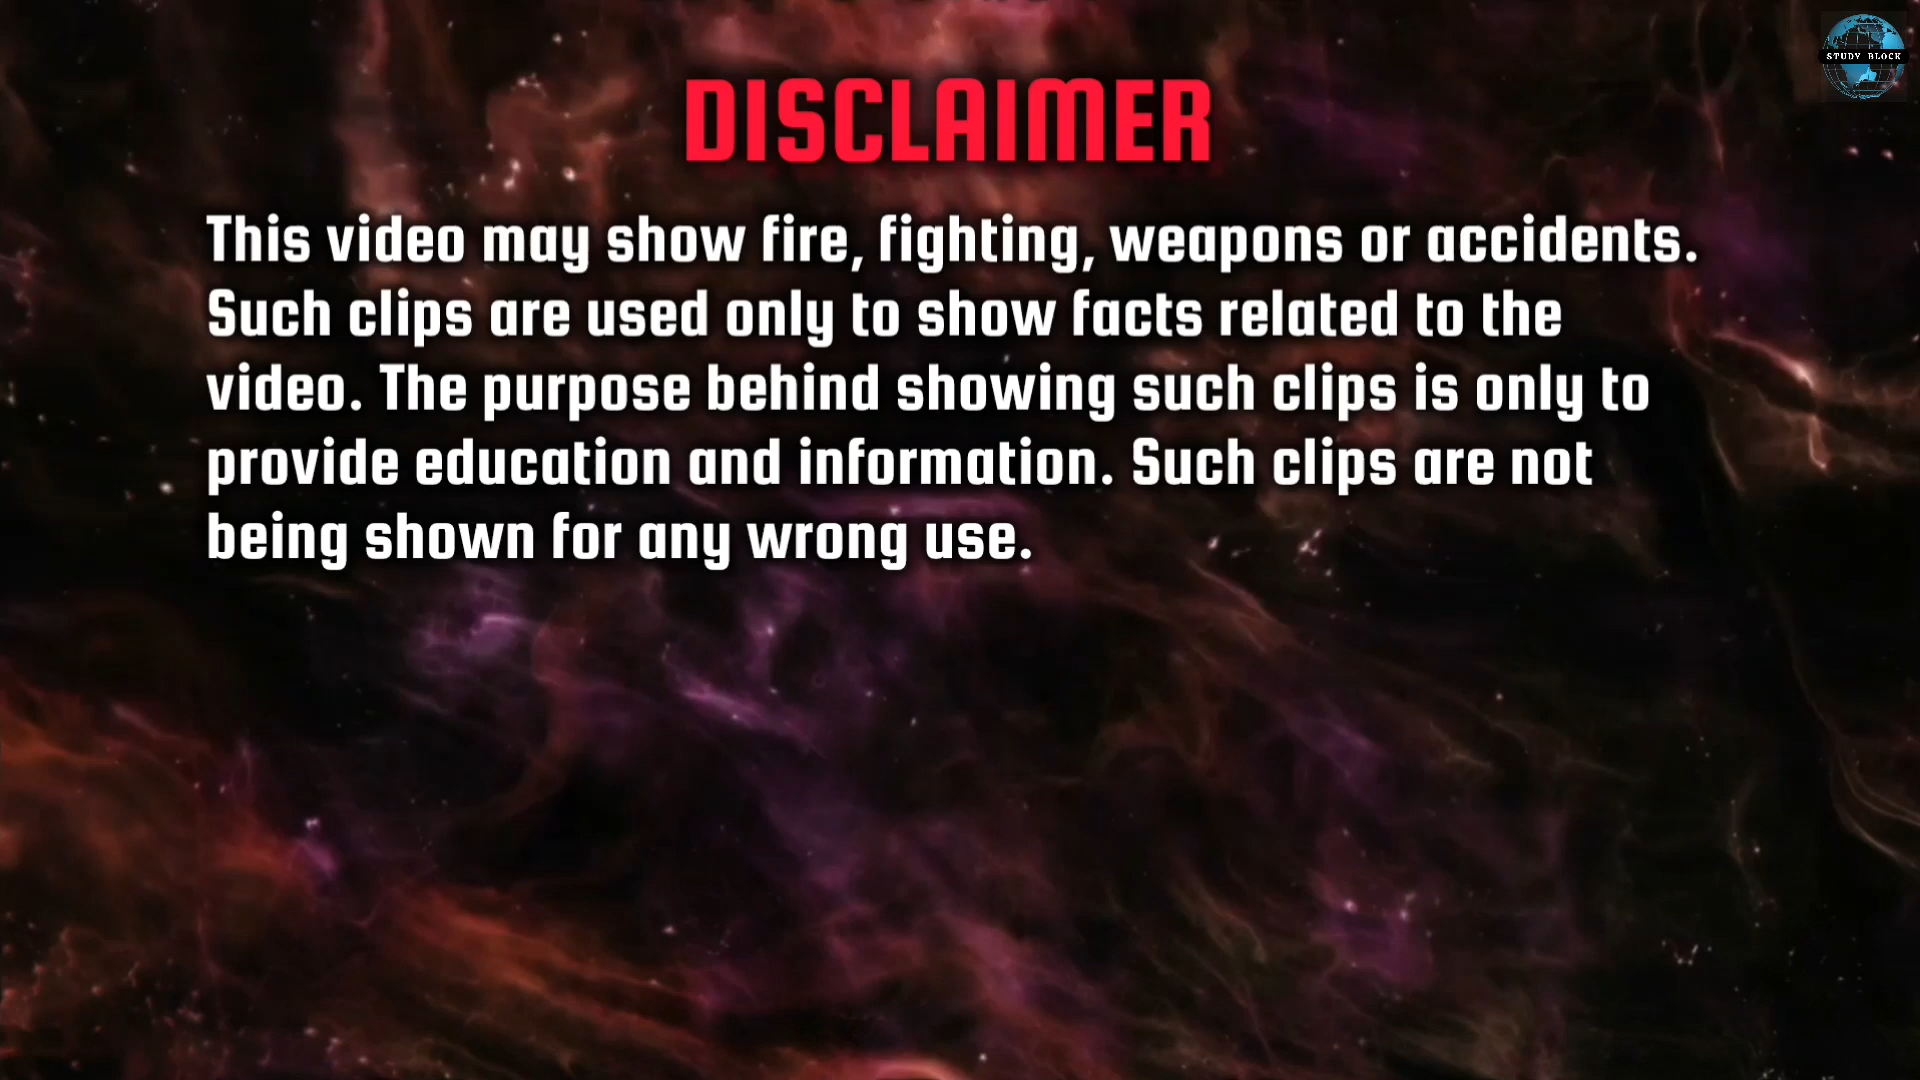 STUDY BLOCK
DISCLAIMER
This video may show fire, fighting, weapons or accidents.
Such clips are used only to show facts related to the
video. The purpose behind showing such clips is only to
provide education and information. Such clips are not
being shown for any wrong use.